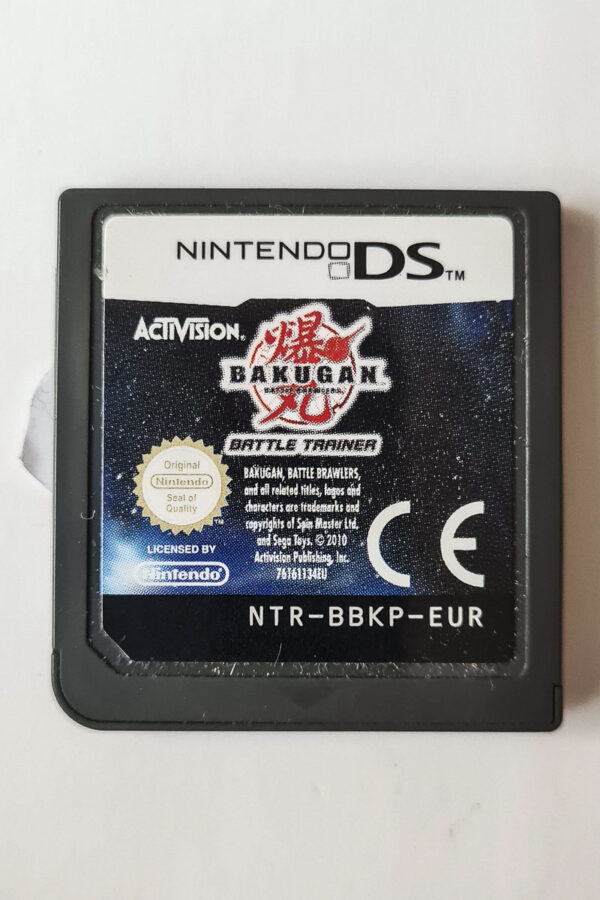 NINTENDO DS™
ACTIVISION®
爆
BAKUGAN
BATTLE BRAWLERS
丸
BATTLE TRAINER
Original
Nintendo
Seal of
Quality
™
BAKUGAN, BATTLE BRAWLERS,
and all related titles, logos and
characters are trademarks and
copyrights of Spin Master Ltd.
and Sega Toys. © 2010
Activision Publishing, Inc.
76161134EU
LICENSED BY
Nintendo®
CE
NTR-BBKP-EUR